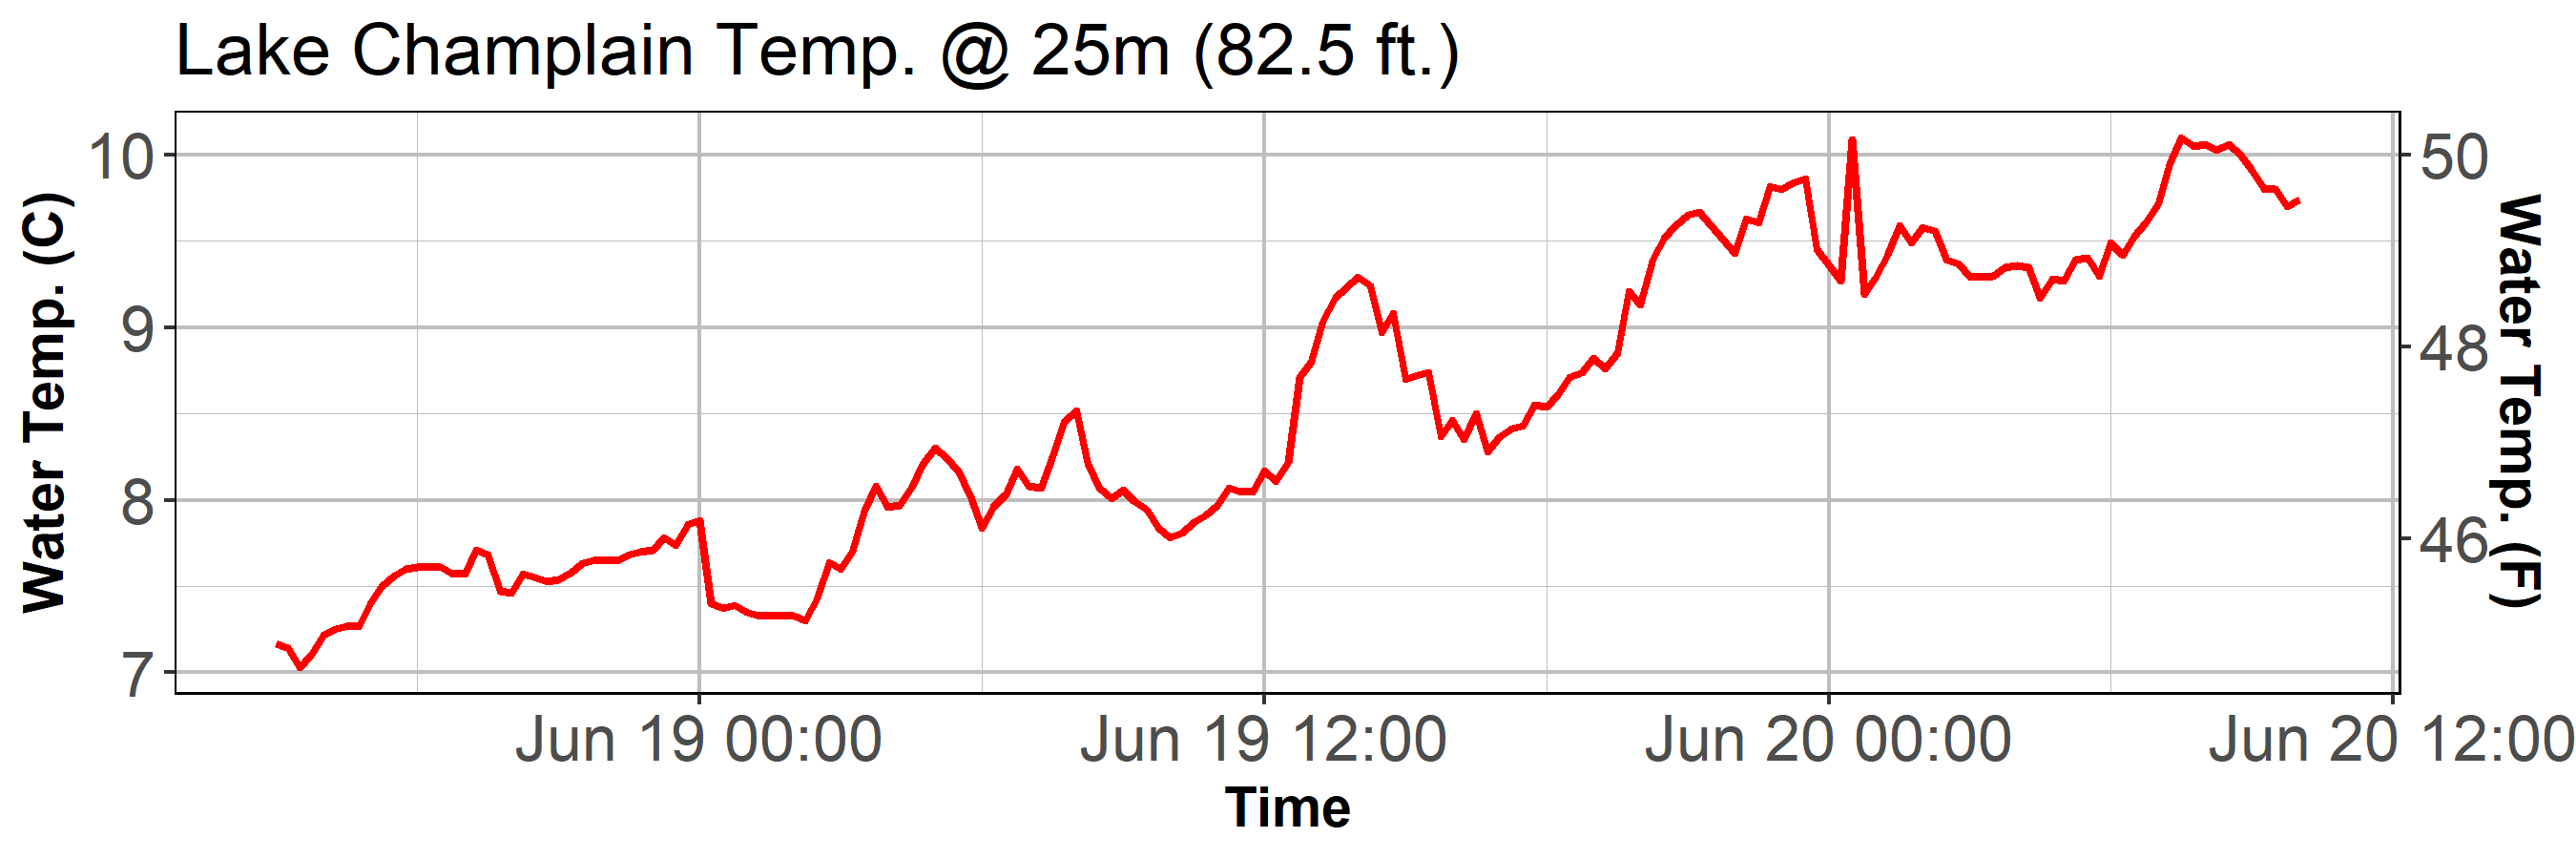 Lake Champlain Temp. @ 25m (82.5 ft.)
Water Temp. (C)
10
9
8
7
50
48
46
Water Temp. (F)
Jun 19 00:00
Jun 19 12:00
Jun 20 00:00
Jun 20 12:00
Time